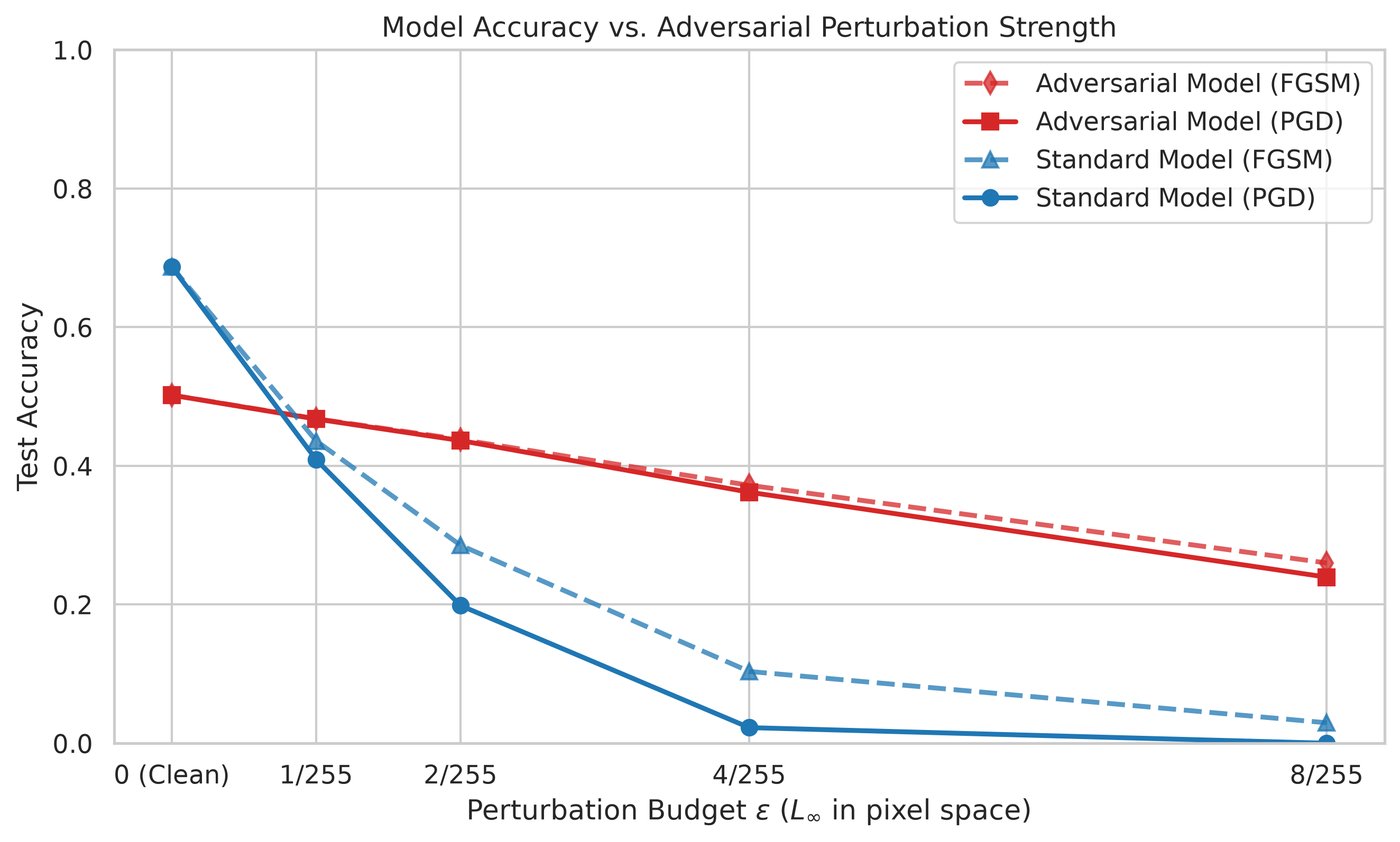 Model Accuracy vs. Adversarial Perturbation Strength
Adversarial Model (FGSM)
Adversarial Model (PGD)
Standard Model (FGSM)
Standard Model (PGD)
Test Accuracy
1.0
0.8
0.6
0.4
0.2
0.0
0 (Clean) 1/255 2/255 4/255 8/255
Perturbation Budget ε (L∞ in pixel space)